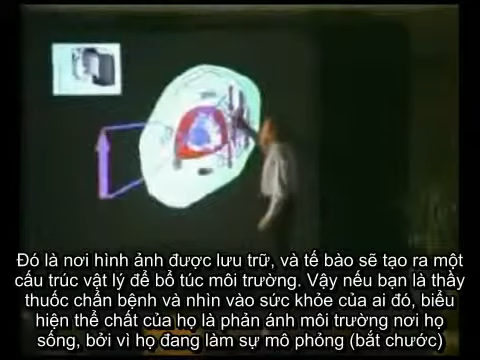 Đó là nơi hình ảnh được lưu trữ, và tế bào sẽ tạo ra một
cấu trúc vật lý để bổ túc môi trường. Vậy nếu bạn là thầy
thuốc chẩn bệnh và nhìn vào sức khỏe của ai đó, biểu
hiện thể chất của họ là phản ánh môi trường nơi họ
sống, bởi vì họ đang làm sự mô phỏng (bắt chước)